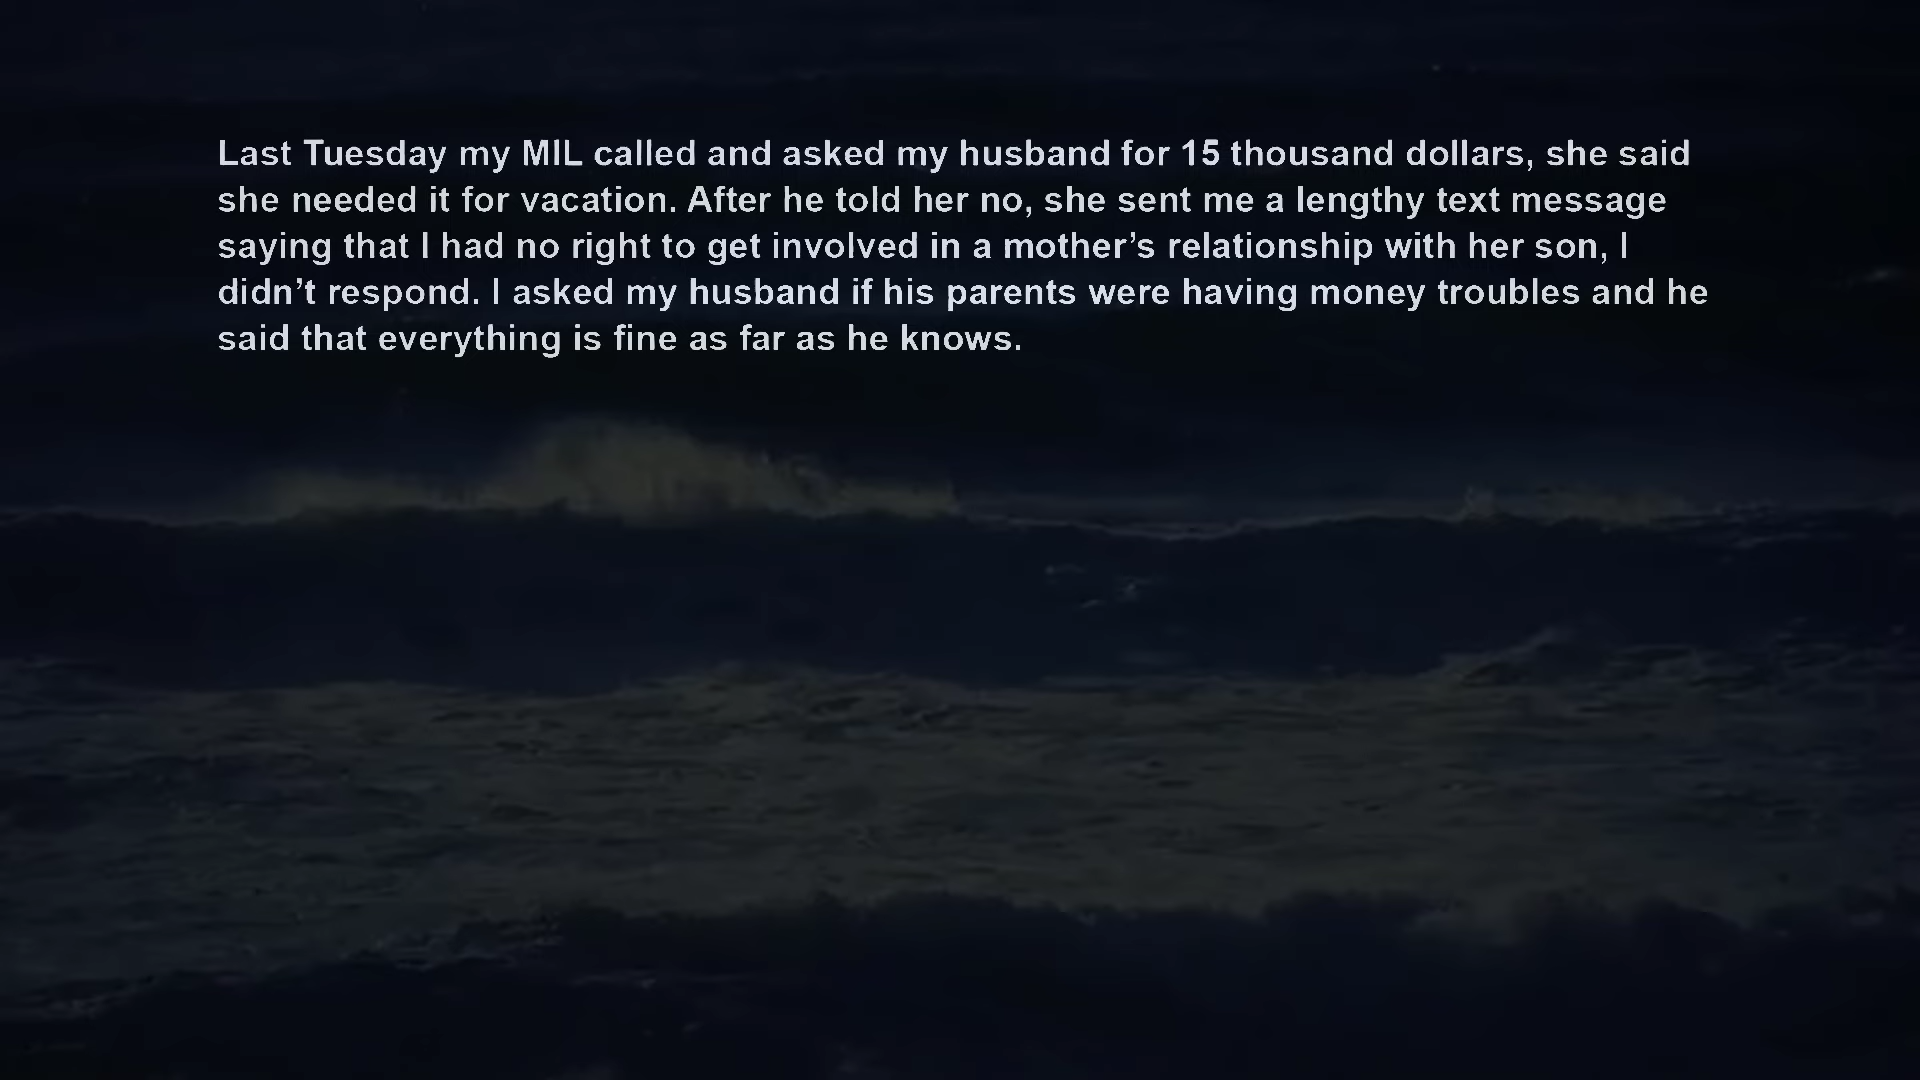 Last Tuesday my MIL called and asked my husband for 15 thousand dollars, she said
she needed it for vacation. After he told her no, she sent me a lengthy text message
saying that I had no right to get involved in a mother’s relationship with her son, I
didn’t respond. I asked my husband if his parents were having money troubles and he
said that everything is fine as far as he knows.